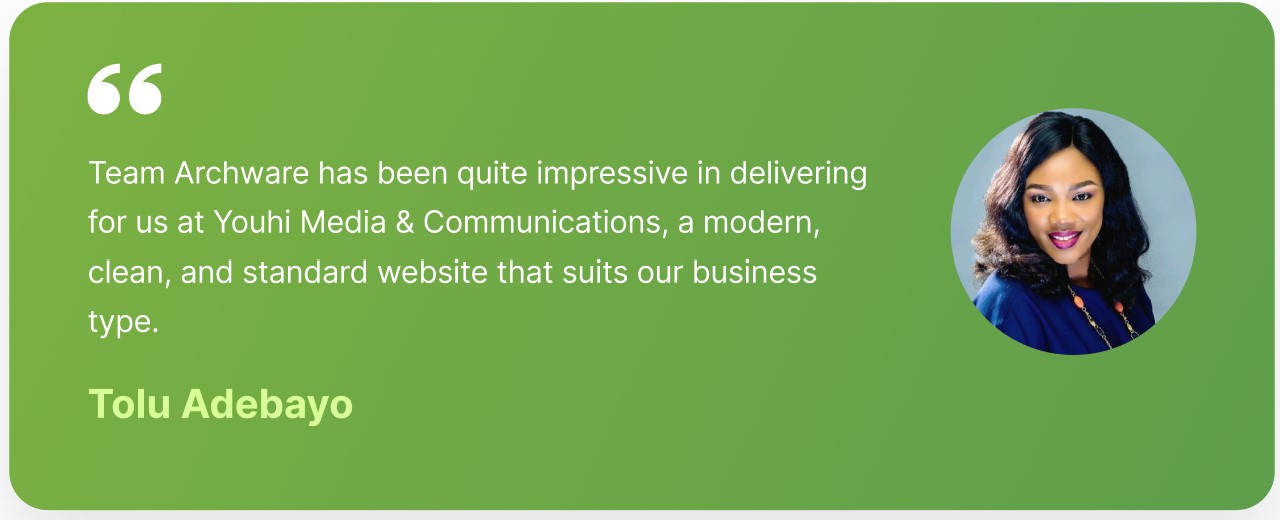 “
Team Archware has been quite impressive in delivering
for us at Youhi Media & Communications, a modern,
clean, and standard website that suits our business
type.
Tolu Adebayo